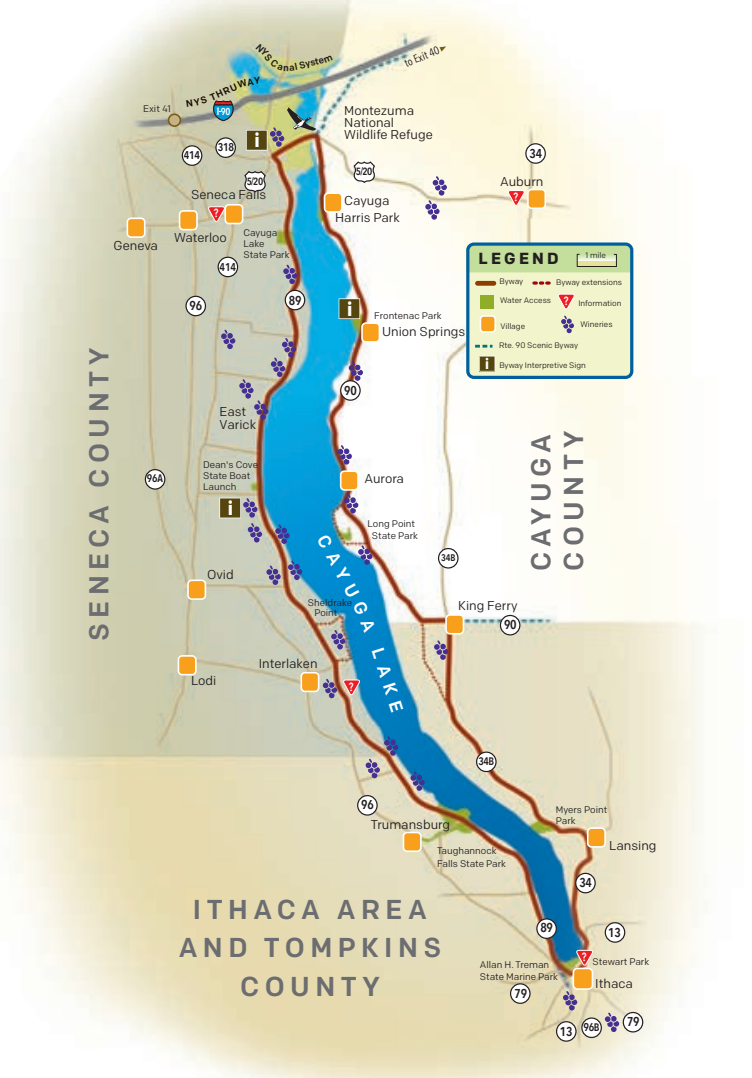 NYS Canal System
to Exit 40
NYS THRUWAY
Exit 41
I-90
Montezuma
National
Wildlife Refuge
318
414
i
5/20
5/20
34
Auburn
?
Seneca Falls
?
Cayuga
Harris Park
Geneva
Waterloo
Cayuga
Lake
State Park
414
LEGEND
1 mile
Byway
Byway extensions
Water Access
?
Information
Village
Wineries
Rte. 90 Scenic Byway
i
Byway Interpretive Sign
96
89
i
Frontenac Park
Union Springs
90
East
Varick
SENECA COUNTY
CAYUGA
COUNTY
Dean's Cove
State Boat
Launch
96A
i
Aurora
Long Point
State Park
34B
CAYUGA LAKE
Ovid
Sheldrake
Point
King Ferry
90
Interlaken
?
Lodi
34B
96
Trumansburg
Myers Point
Park
Lansing
Taughannock
Falls State Park
34
ITHACA AREA
AND TOMPKINS
COUNTY
89
13
?
Stewart Park
Allan H. Treman
State Marine Park
Ithaca
79
13
96B
79